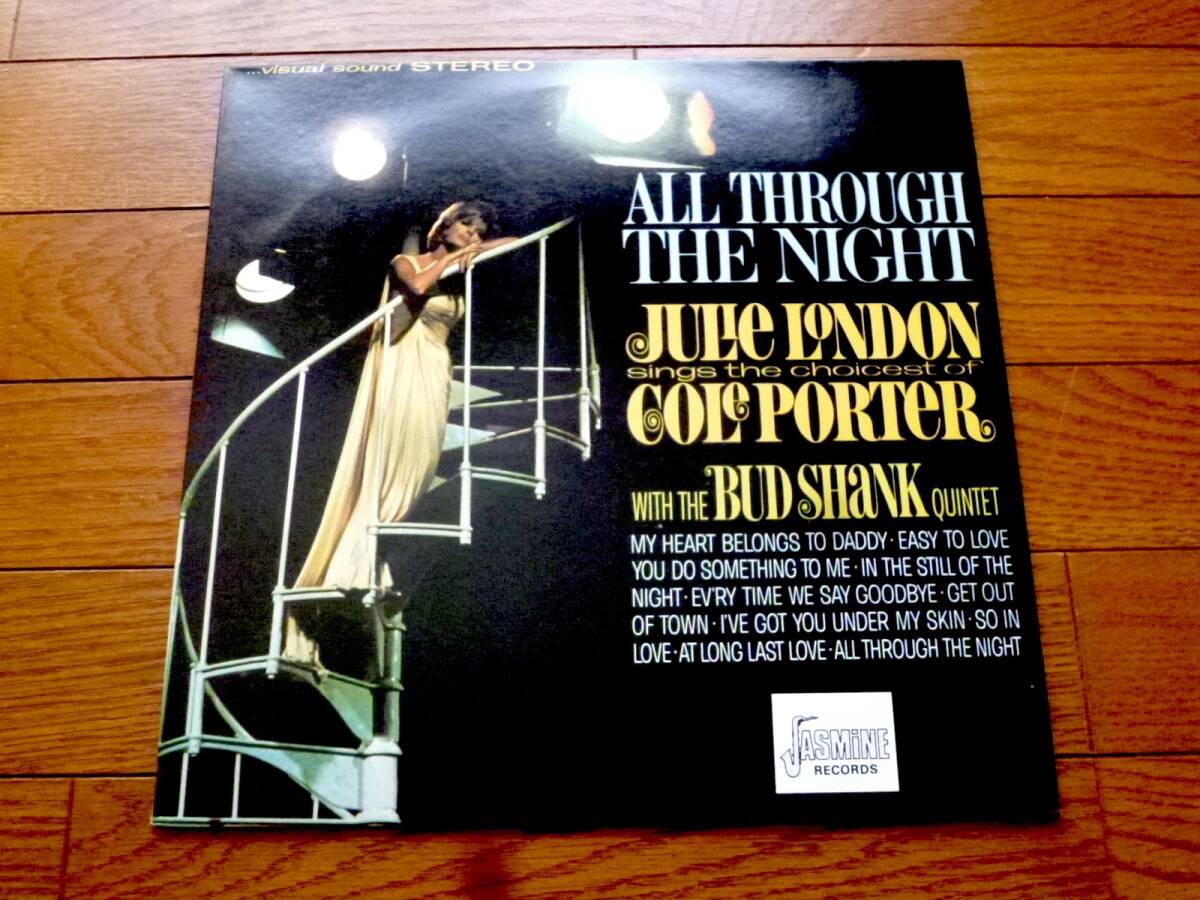 ...visual sound STEREO
ALL THROUGH
THE NIGHT
JULIE LONDON
sings the choicest of
COLE PORTER
WITH THE BUD SHANK QUINTET
MY HEART BELONGS TO DADDY · EASY TO LOVE
YOU DO SOMETHING TO ME · IN THE STILL OF THE
NIGHT · EV'RY TIME WE SAY GOODBYE · GET OUT
OF TOWN · I'VE GOT YOU UNDER MY SKIN · SO IN
LOVE · AT LONG LAST LOVE · ALL THROUGH THE NIGHT
JASMINE
RECORDS